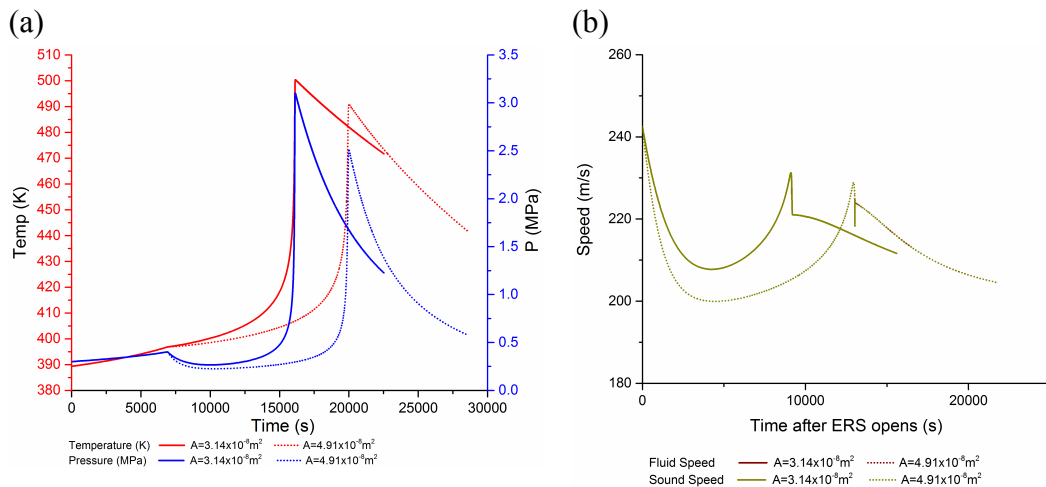 (a)
510
500
490
480
470
460
450
440
430
420
410
400
390
380
Temp (K)
3.5
3.0
2.5
2.0
1.5
1.0
0.5
0.0
P (MPa)
0 5000 10000 15000 20000 25000 30000
Time (s)
Temperature (K) A=3.14x10⁻⁸m² A=4.91x10⁻⁸m²
Pressure (MPa) A=3.14x10⁻⁸m² A=4.91x10⁻⁸m²
(b)
260
240
220
200
180
Speed (m/s)
0 10000 20000
Time after ERS opens (s)
Fluid Speed A=3.14x10⁻⁸m² A=4.91x10⁻⁸m²
Sound Speed A=3.14x10⁻⁸m² A=4.91x10⁻⁸m²